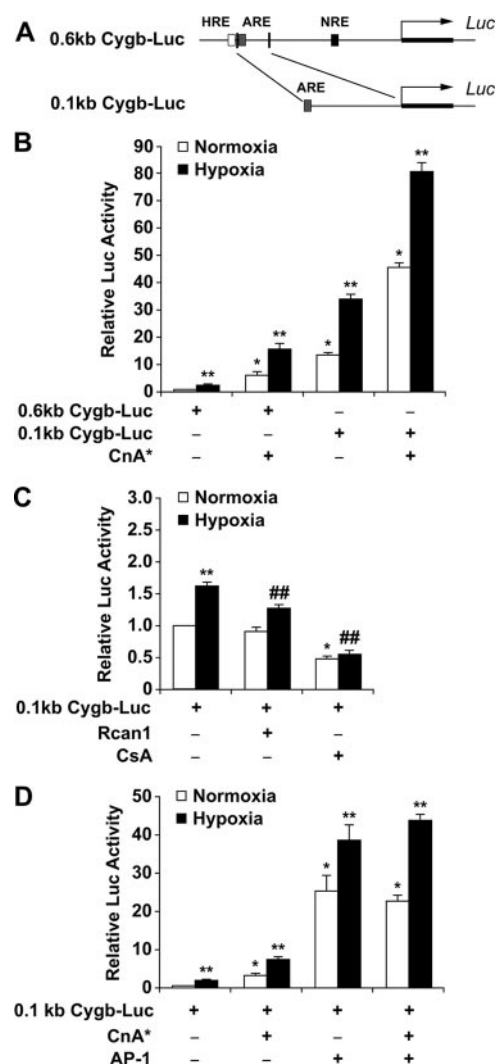 A
HRE ARE NRE Luc
0.6kb Cygb-Luc
ARE Luc
0.1kb Cygb-Luc
B
Normoxia
Hypoxia
Relative Luc Activity
90
80
70
60
50
40
30
20
10
0
** * ** * ** * **
0.6kb Cygb-Luc + + – –
0.1kb Cygb-Luc – – + +
CnA* – + – +
C
Normoxia
Hypoxia
Relative Luc Activity
3.0
2.5
2.0
1.5
1.0
0.5
0
** ## * ##
0.1kb Cygb-Luc + + +
Rcan1 – + –
CsA – – +
D
Normoxia
Hypoxia
Relative Luc Activity
50
40
30
20
10
0
** * ** * ** * **
0.1 kb Cygb-Luc + + + +
CnA* – + – +
AP-1 – – + +